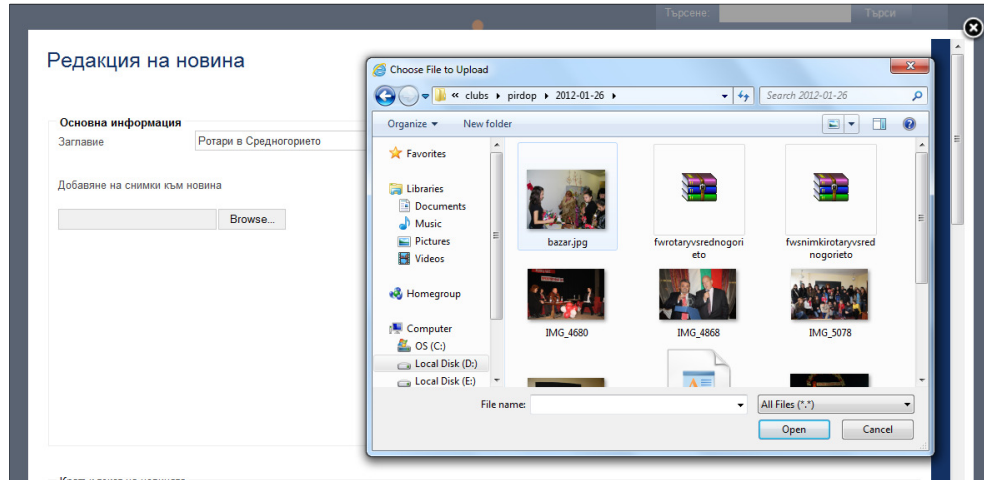 Търсене:
Търси
Редакция на новина
Основна информация
Заглавие
Ротари в Средногорието
Добавяне на снимки към новина
Browse...
Choose File to Upload
« clubs ▸ pirdop ▸ 2012-01-26 ▸
Search 2012-01-26
Organize
New folder
Favorites
Libraries
Documents
Music
Pictures
Videos
Homegroup
Computer
OS (C:)
Local Disk (D:)
Local Disk (E:)
bazar.jpg
fwrotaryvsrednogori
eto
fwsnimkirotaryvsred
nogorieto
IMG_4680
IMG_4868
IMG_5078
File name:
All Files (*.*)
Open
Cancel